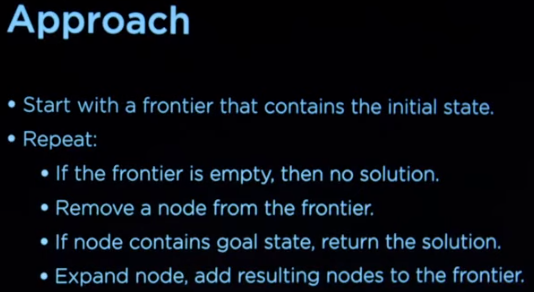 Approach
• Start with a frontier that contains the initial state.
• Repeat:
• If the frontier is empty, then no solution.
• Remove a node from the frontier.
• If node contains goal state, return the solution.
• Expand node, add resulting nodes to the frontier.